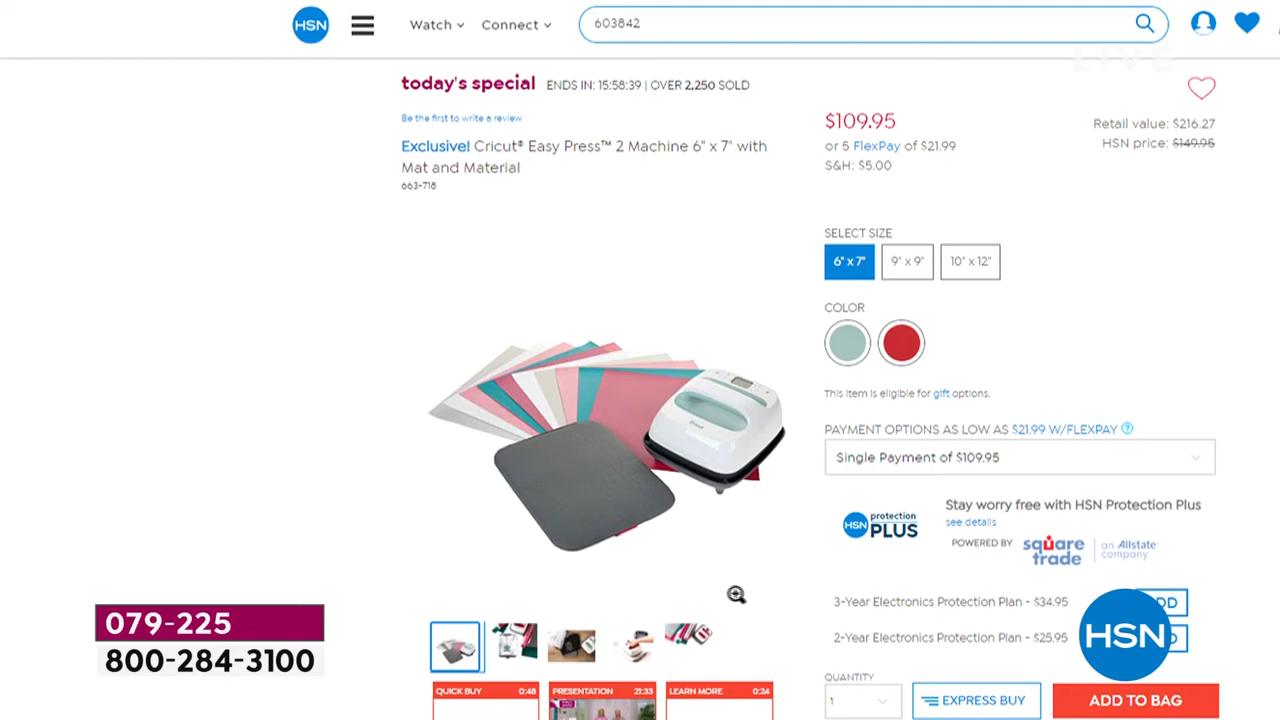 HSN
Watch
Connect
603842
LIVE
today's special ENDS IN: 15:58:39 | OVER 2,250 SOLD
Be the first to write a review
Exclusive! Cricut® Easy Press™ 2 Machine 6" x 7" with
Mat and Material
663-718
$109.95
or 5 FlexPay of $21.99
S&H: $5.00
Retail value: $216.27
HSN price: $149.95
SELECT SIZE
6" x 7"
9" x 9"
10" x 12"
COLOR
This item is eligible for gift options.
PAYMENT OPTIONS AS LOW AS $21.99 W/FLEXPAY ?
Single Payment of $109.95
HSN protection PLUS
Stay worry free with HSN Protection Plus
see details
POWERED BY square trade | an Allstate company
3-Year Electronics Protection Plan - $34.95
2-Year Electronics Protection Plan - $25.95
HSN
QUANTITY
1
EXPRESS BUY
ADD TO BAG
079-225
800-284-3100
QUICK BUY 0:48
PRESENTATION 21:33
LEARN MORE 0:24